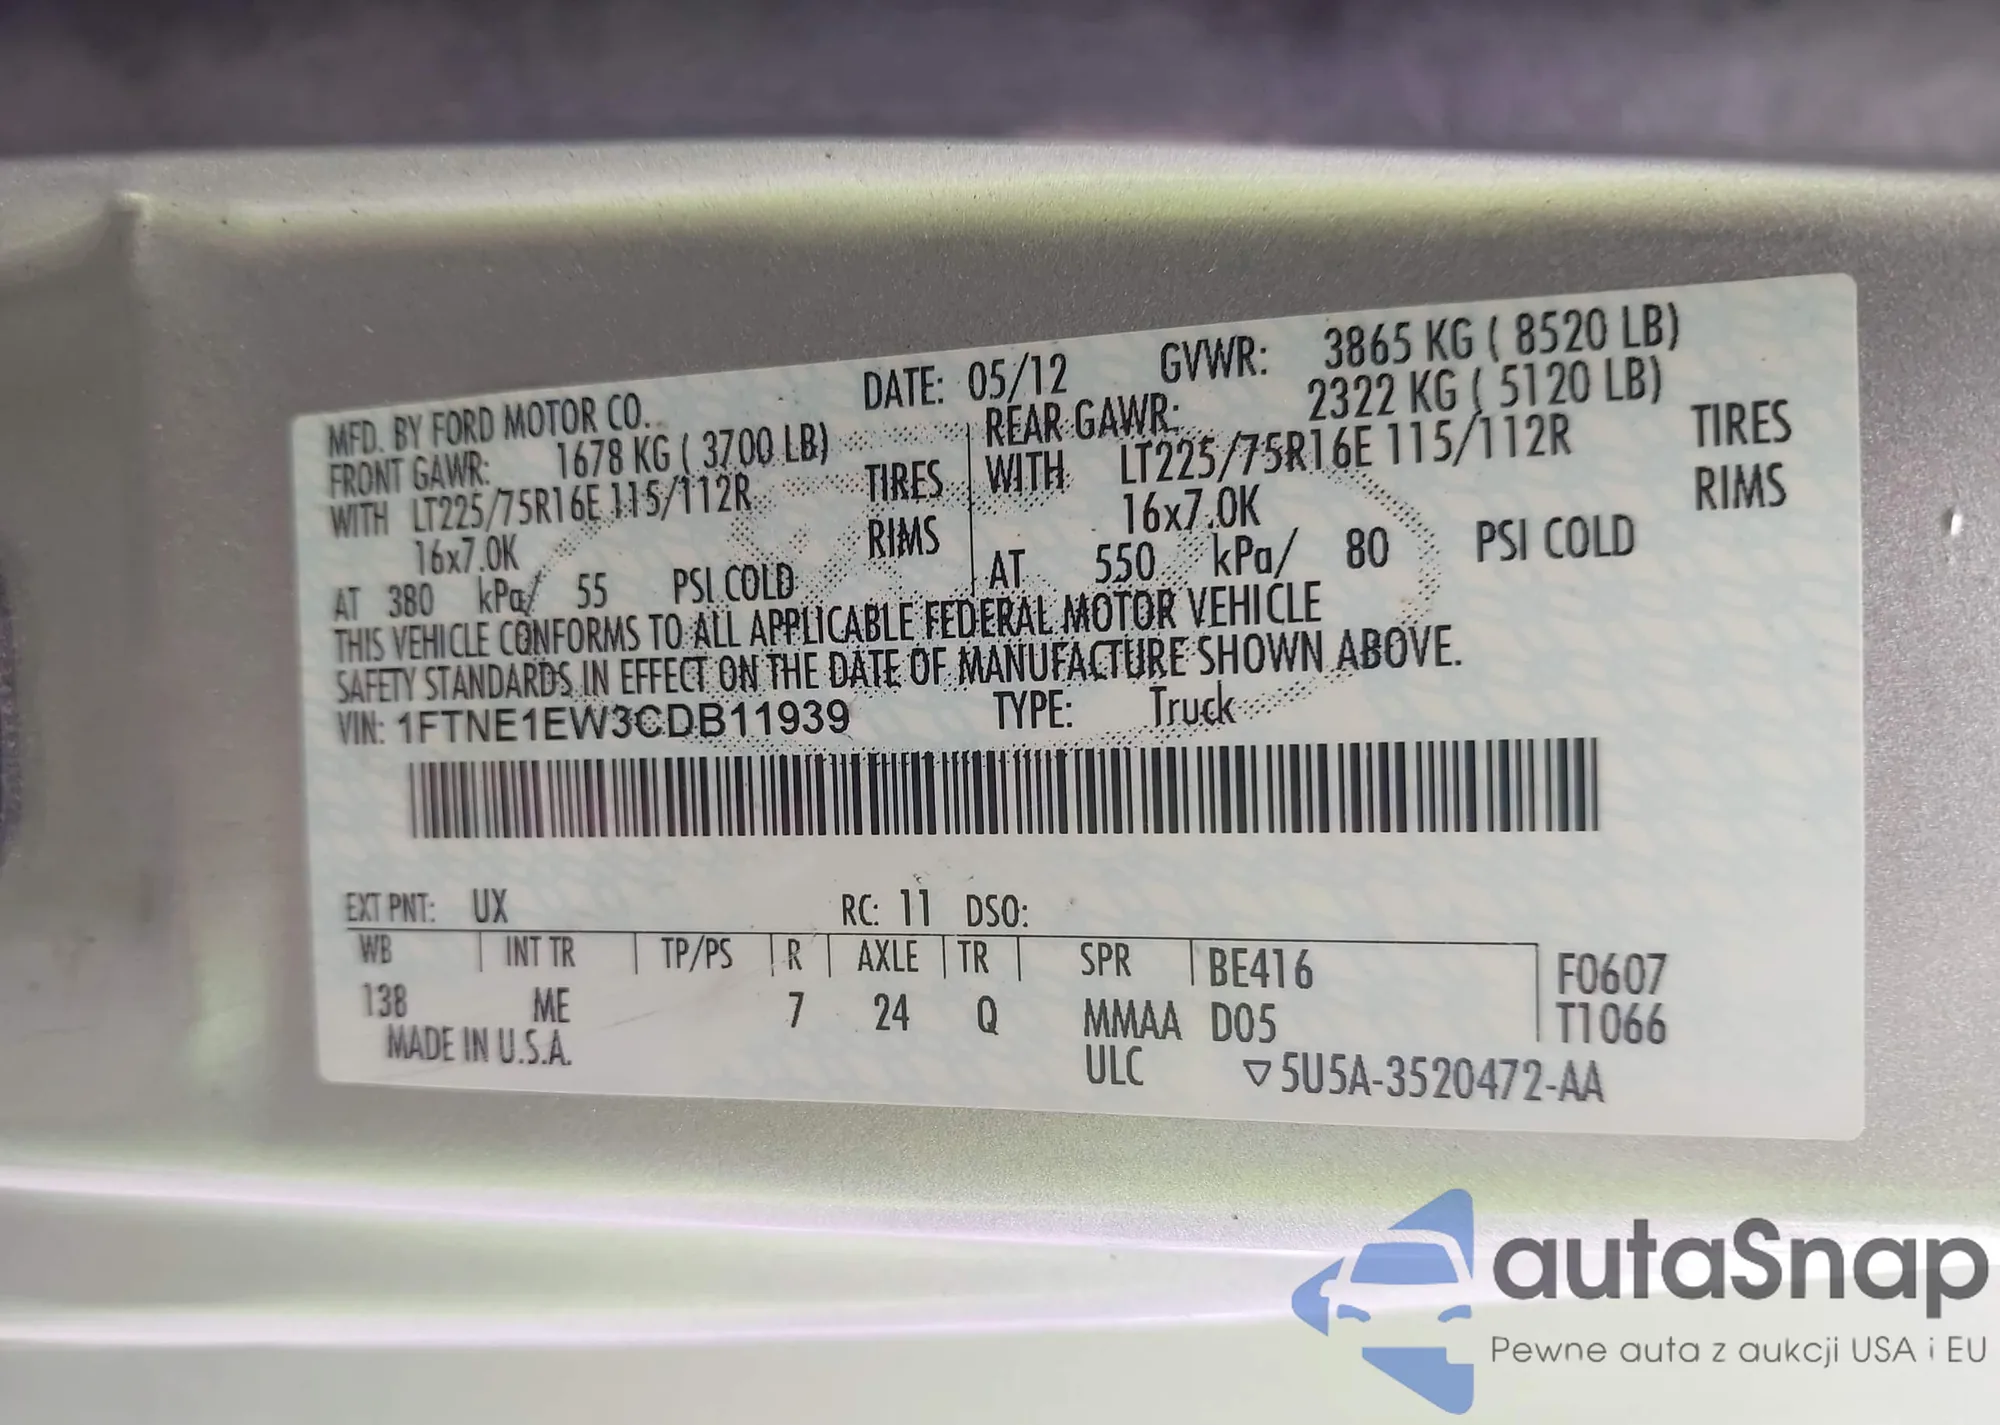 MFD. BY FORD MOTOR CO. DATE: 05/12 GVWR: 3865 KG ( 8520 LB)
FRONT GAWR: 1678 KG ( 3700 LB) REAR GAWR: 2322 KG ( 5120 LB)
WITH LT225/75R16E 115/112R TIRES WITH LT225/75R16E 115/112R TIRES
16x7.0K RIMS 16x7.0K RIMS
AT 380 kPa/ 55 PSI COLD AT 550 kPa/ 80 PSI COLD
THIS VEHICLE CONFORMS TO ALL APPLICABLE FEDERAL MOTOR VEHICLE
SAFETY STANDARDS IN EFFECT ON THE DATE OF MANUFACTURE SHOWN ABOVE.
VIN: 1FTNE1EW3CDB11939 TYPE: Truck
EXT PNT: UX RC: 11 DSO:
WB INT TR TP/PS R AXLE TR SPR BE416 F0607
138 ME 7 24 Q MMAA D05 T1066
MADE IN U.S.A. ULC ▽5U5A-3520472-AA
autaSnap
Pewne auta z aukcji USA i EU